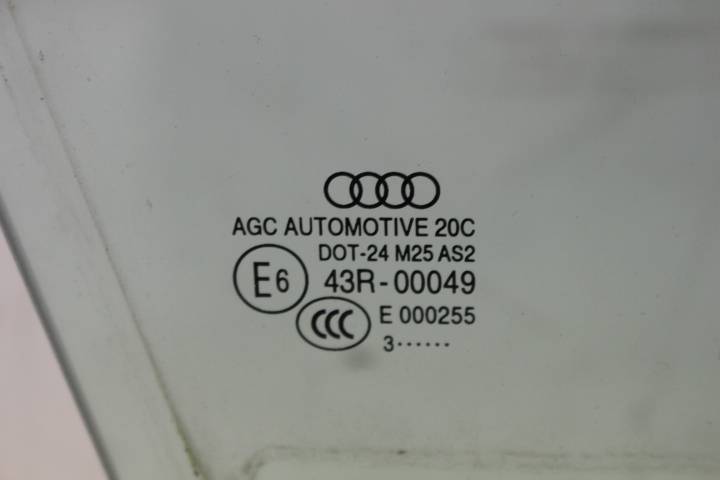 AGC AUTOMOTIVE 20C
DOT-24 M25 AS2
E6 43R-00049
CCC E 000255
3······